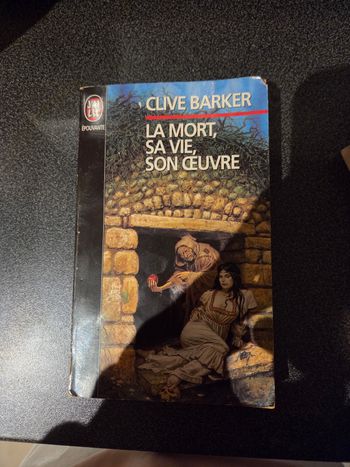 J'AI
LU
ÉPOUVANTE
CLIVE BARKER
LA MORT,
SA VIE,
SON ŒUVRE